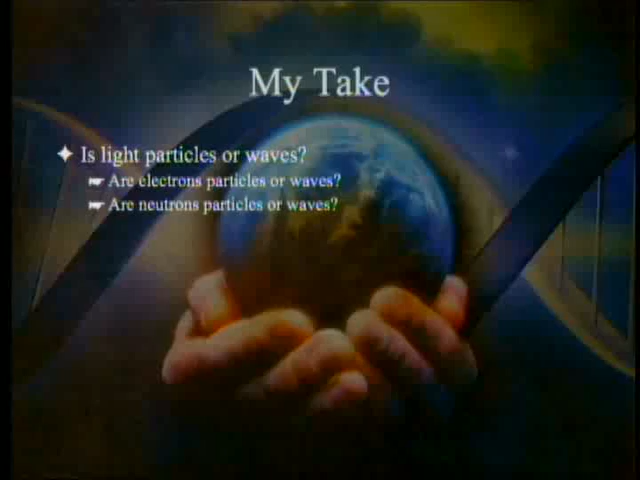 My Take
Is light particles or waves?
Are electrons particles or waves?
Are neutrons particles or waves?